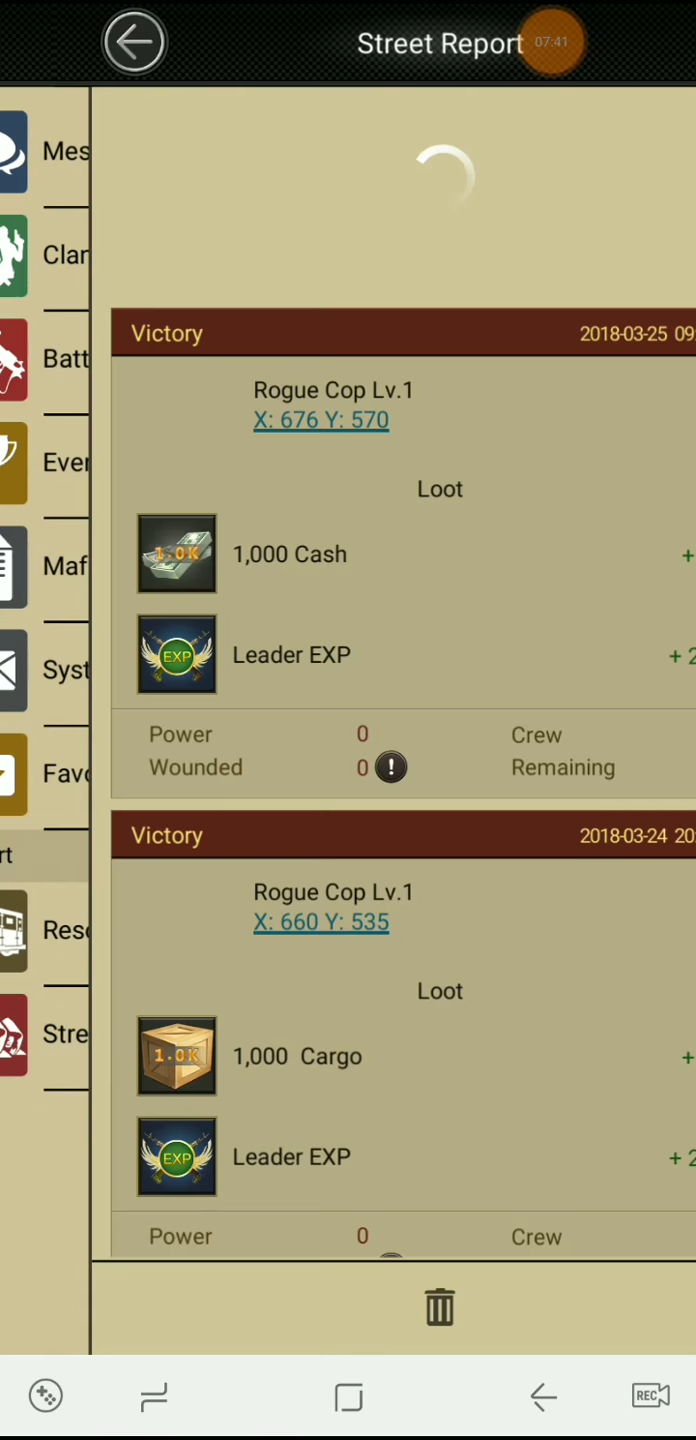 Street Report
07:41
Mes
Clar
Batt
Ever
Maf
Syst
Favo
rt
Reso
Stre
Victory 2018-03-25 09:
Rogue Cop Lv.1
X: 676 Y: 570
Loot
1.0K
1,000 Cash +
EXP
Leader EXP + 2
Power 0 Crew
Wounded 0 ! Remaining
Victory 2018-03-24 20:
Rogue Cop Lv.1
X: 660 Y: 535
Loot
1.0K
1,000 Cargo +
EXP
Leader EXP + 2
Power 0 Crew
REC